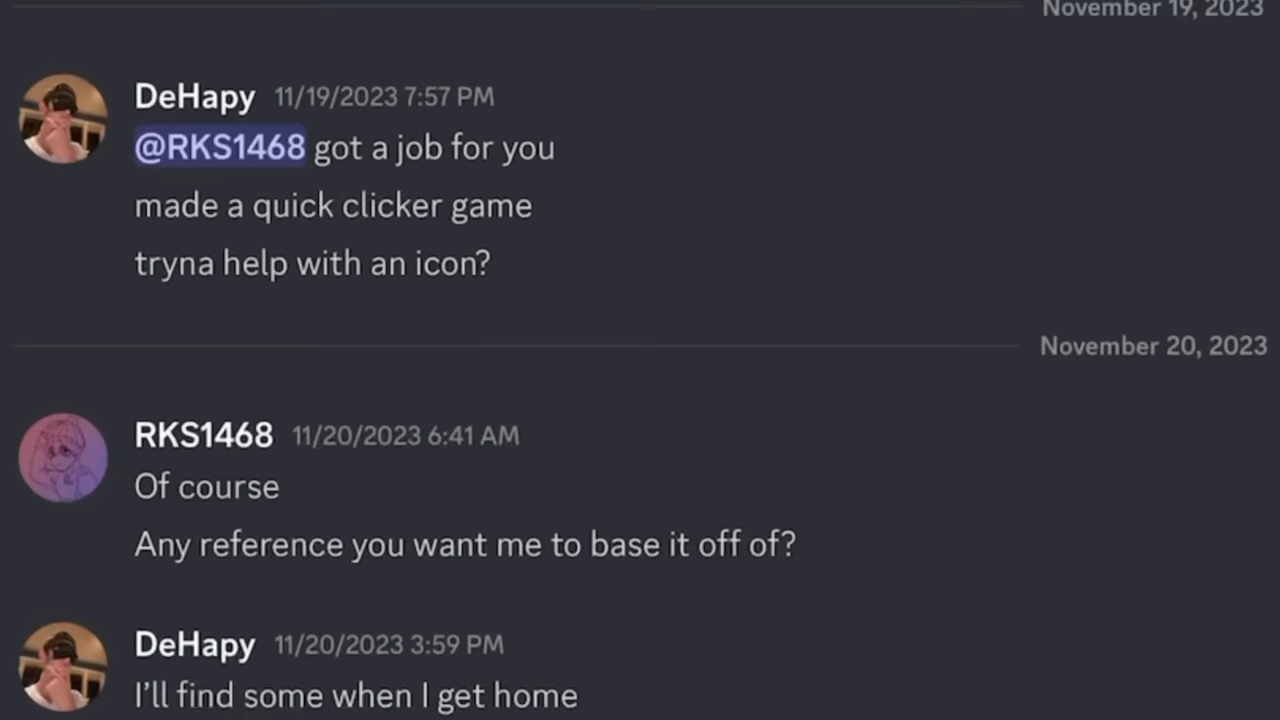 November 19, 2023
DeHapy 11/19/2023 7:57 PM
@RKS1468 got a job for you
made a quick clicker game
tryna help with an icon?
November 20, 2023
RKS1468 11/20/2023 6:41 AM
Of course
Any reference you want me to base it off of?
DeHapy 11/20/2023 3:59 PM
I’ll find some when I get home